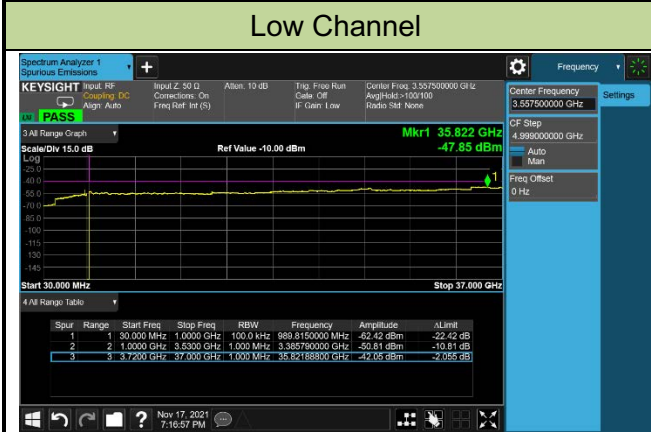 Low Channel
Spectrum Analyzer 1
Spurious Emissions
+
Frequency
KEYSIGHT Input: RF
Coupling: DC
Align: Auto
Input Z: 50 Ω
Corrections: On
Freq Ref: Int (S)
Atten: 10 dB
Trig: Free Run
Gate: Off
IF Gain: Low
Center Freq: 3.557500000 GHz
Avg|Hold:>100/100
Radio Std: None
PASS
Center Frequency
3.557500000 GHz
Settings
CF Step
4.999000000 GHz
Auto
Man
Freq Offset
0 Hz
3 All Range Graph
Mkr1 35.822 GHz
Scale/Div 15.0 dB
Ref Value -10.00 dBm
-47.85 dBm
Log
-25.0
-40.0
-55.0
-70.0
-85.0
-100
-115
-130
-145
1
Start 30.000 MHz
Stop 37.000 GHz
4 All Range Table
Spur Range Start Freq Stop Freq RBW Frequency Amplitude ΔLimit
1 1 30.000 MHz 1.0000 GHz 100.0 kHz 989.8150000 MHz -62.42 dBm -22.42 dB
2 2 1.0000 GHz 3.5300 GHz 1.000 MHz 3.385790000 GHz -50.81 dBm -10.81 dB
3 3 3.7200 GHz 37.000 GHz 1.000 MHz 35.82188800 GHz -42.05 dBm -2.055 dB
?
Nov 17, 2021
7:16:57 PM